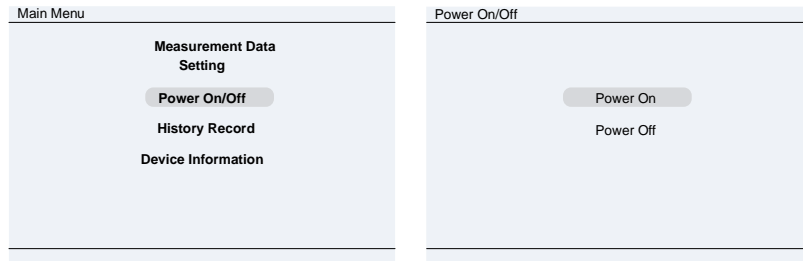 Main Menu
Measurement Data
Setting
Power On/Off
History Record
Device Information
Power On/Off
Power On
Power Off